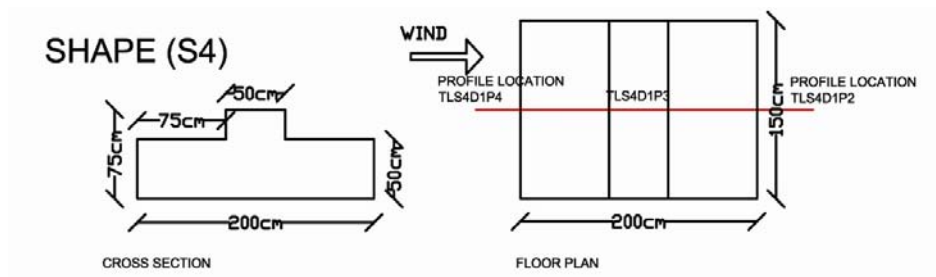 SHAPE (S4)
50cm
75cm
75cm
50cm
200cm
CROSS SECTION
WIND
PROFILE LOCATION
TLS4D1P4
TLS4D1P3
PROFILE LOCATION
TLS4D1P2
150cm
200cm
FLOOR PLAN